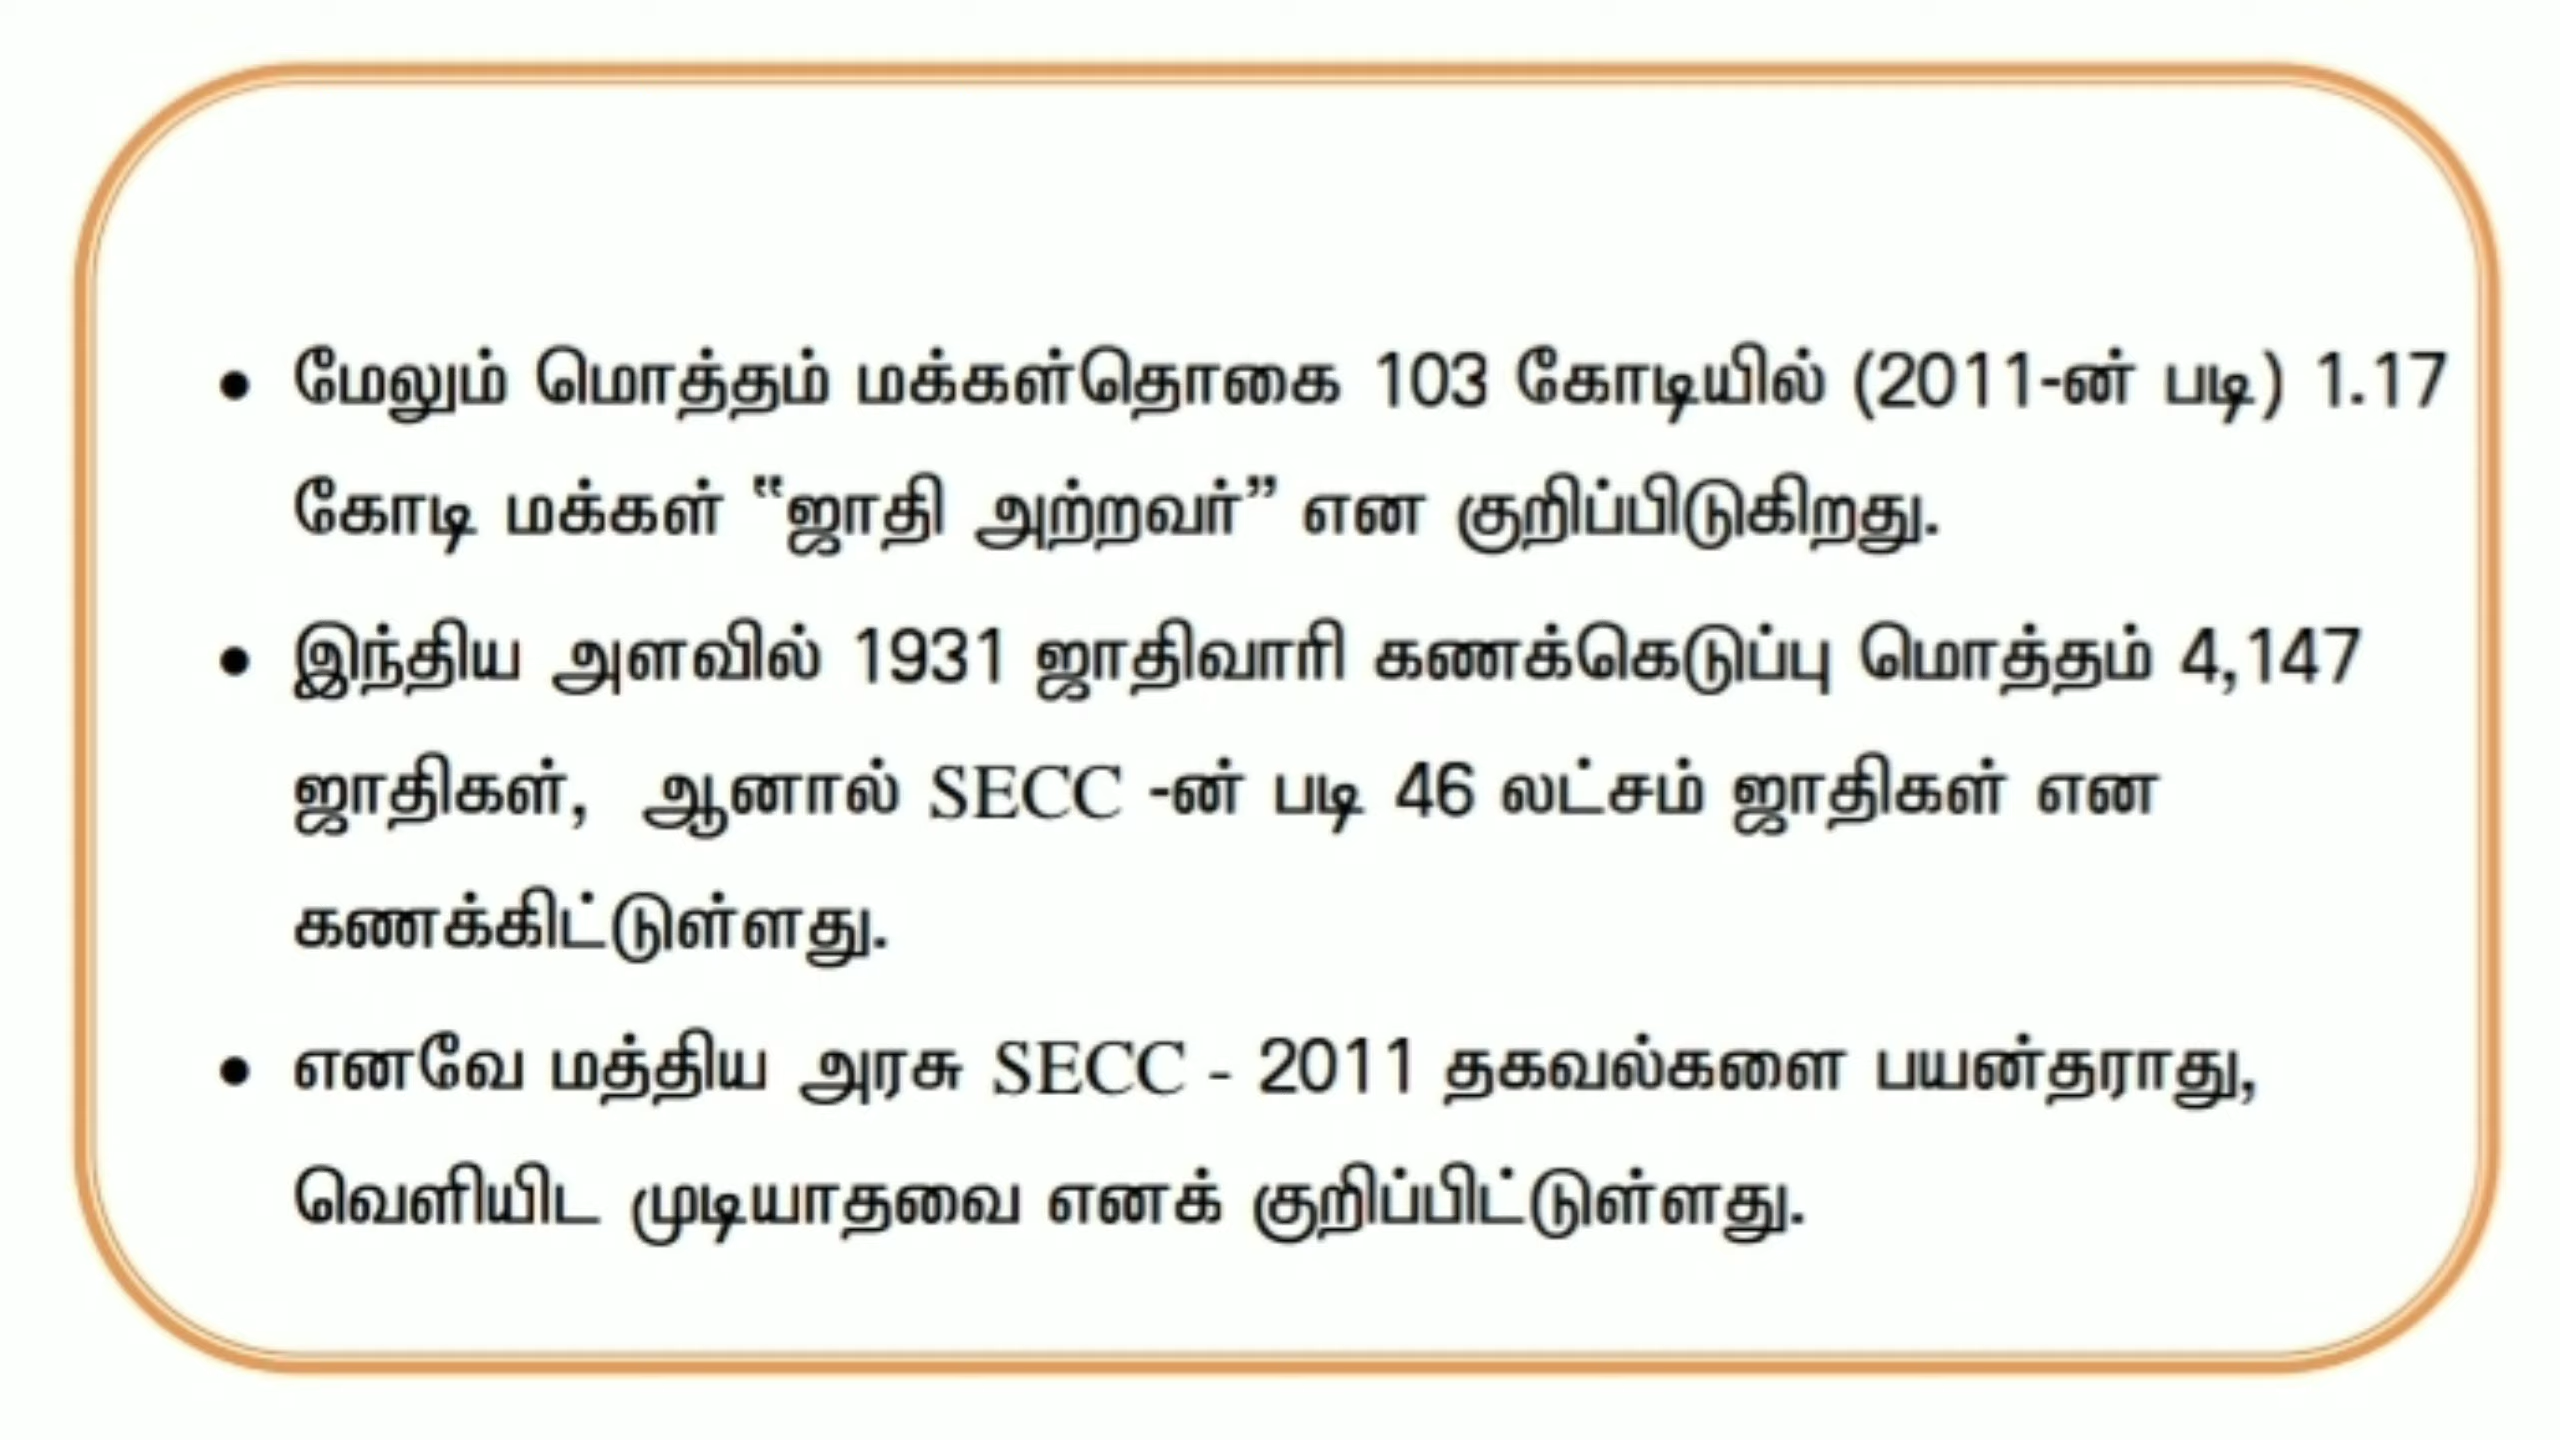 • மேலும் மொத்தம் மக்கள்தொகை 103 கோடியில் (2011-ன் படி) 1.17
கோடி மக்கள் “ஜாதி அற்றவர்” என குறிப்பிடுகிறது.
• இந்திய அளவில் 1931 ஜாதிவாரி கணக்கெடுப்பு மொத்தம் 4,147
ஜாதிகள், ஆனால் SECC -ன் படி 46 லட்சம் ஜாதிகள் என
கணக்கிட்டுள்ளது.
• எனவே மத்திய அரசு SECC - 2011 தகவல்களை பயன்தராது,
வெளியிட முடியாதவை எனக் குறிப்பிட்டுள்ளது.